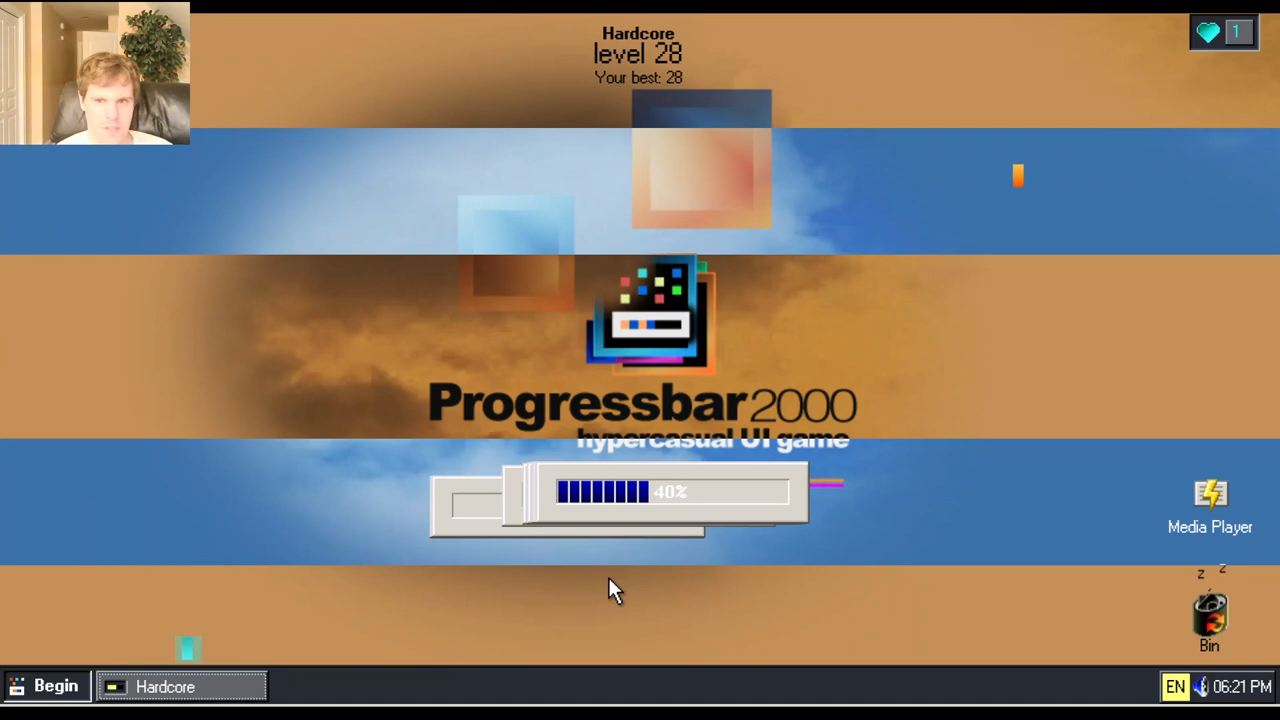 Hardcore
level 28
Your best: 28
1
Progressbar2000
hypercasual UI game
40%
Media Player
z z
Bin
Begin
Hardcore
EN
06:21 PM